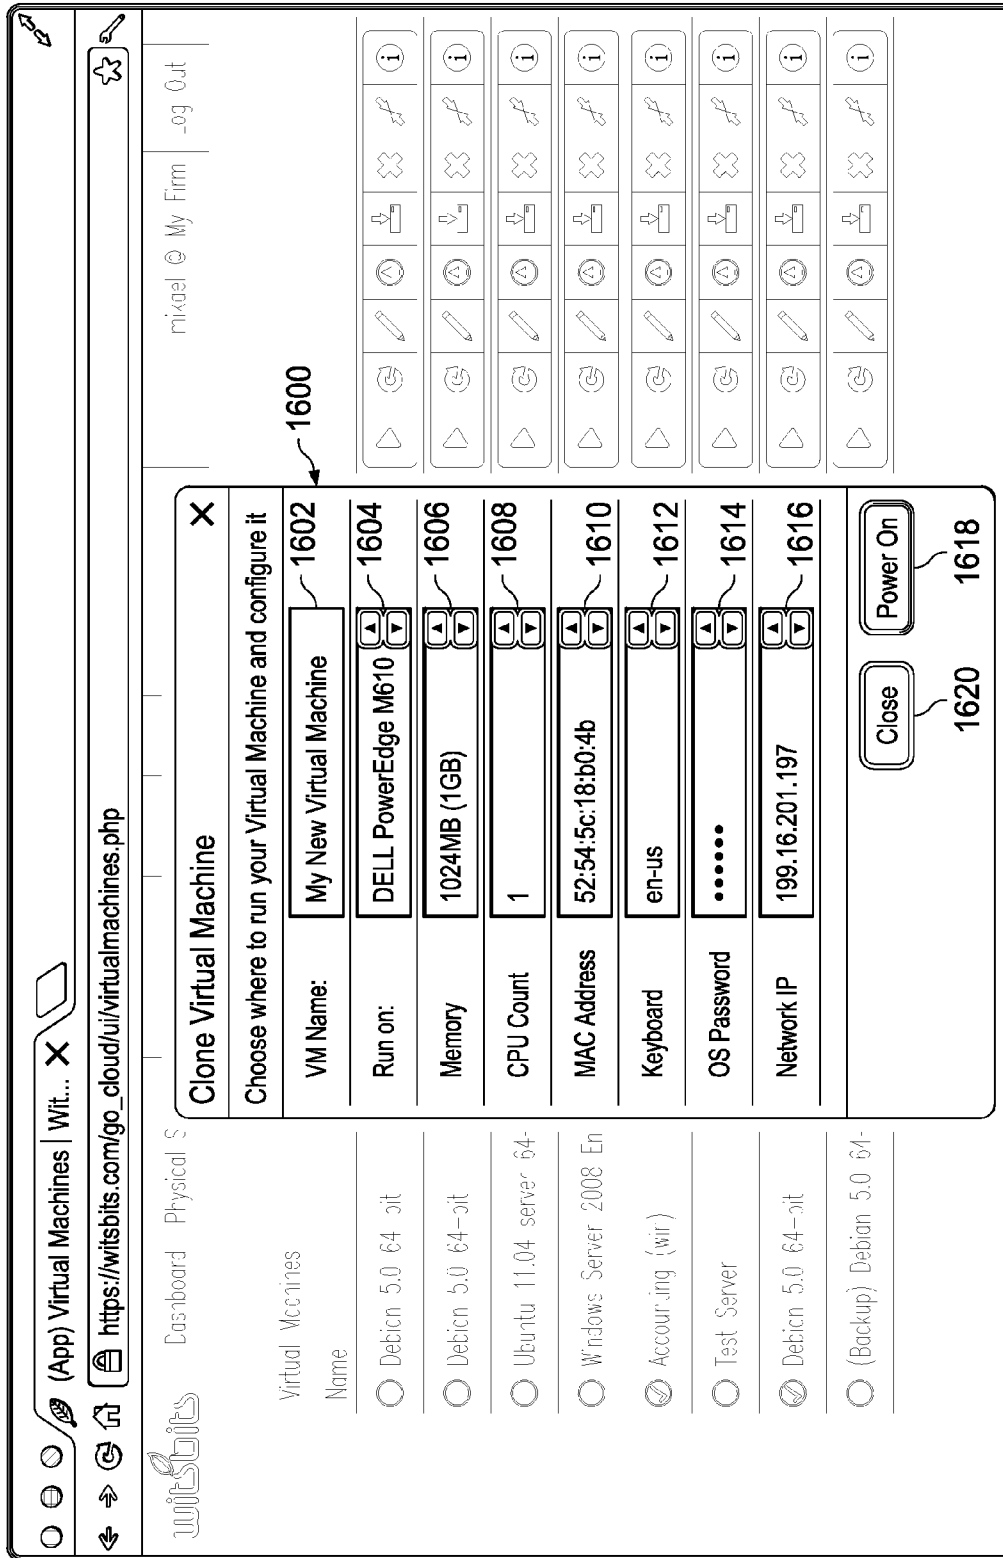 (App) Virtual Machines | Wit...
https://witsbits.com/go_cloud/ui/virtualmachines.php
witsbits
Dashboard
Physical S
mikael @ My Firm
Log Out
Virtual Machines
Name
Debian 5.0 64-bit
Debian 5.0 64-bit
Ubuntu 11.04 server 64-
Windows Server 2008 En
Accounting (win)
Test Server
Debian 5.0 64-bit
(Backup) Debian 5.0 64-
Clone Virtual Machine
Choose where to run your Virtual Machine and configure it
1600
VM Name: My New Virtual Machine 1602
Run on: DELL PowerEdge M610 1604
Memory 1024MB (1GB) 1606
CPU Count 1 1608
MAC Address 52:54:5c:18:b0:4b 1610
Keyboard en-us 1612
OS Password •••••• 1614
Network IP 199.16.201.197 1616
Close Power On
1620 1618